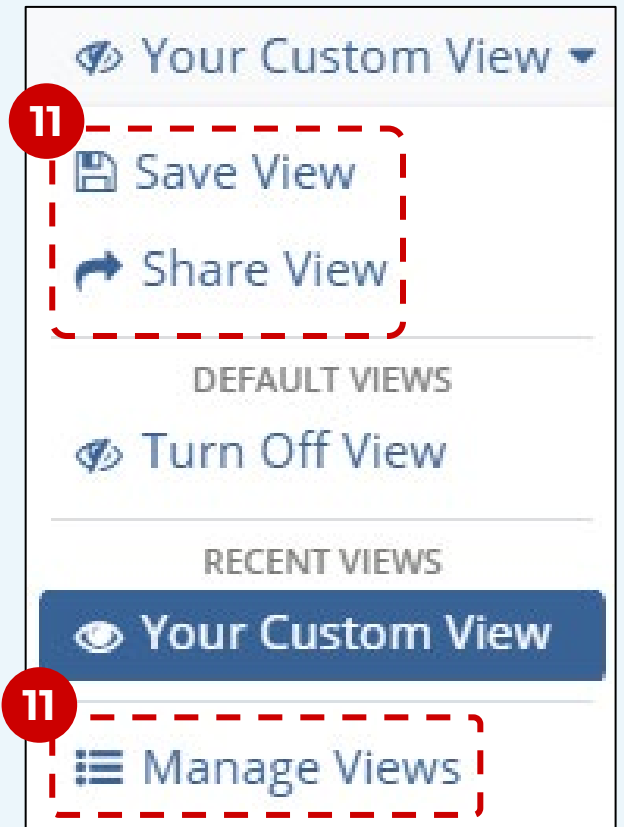 Your Custom View
11
Save View
Share View
DEFAULT VIEWS
Turn Off View
RECENT VIEWS
Your Custom View
11
Manage Views